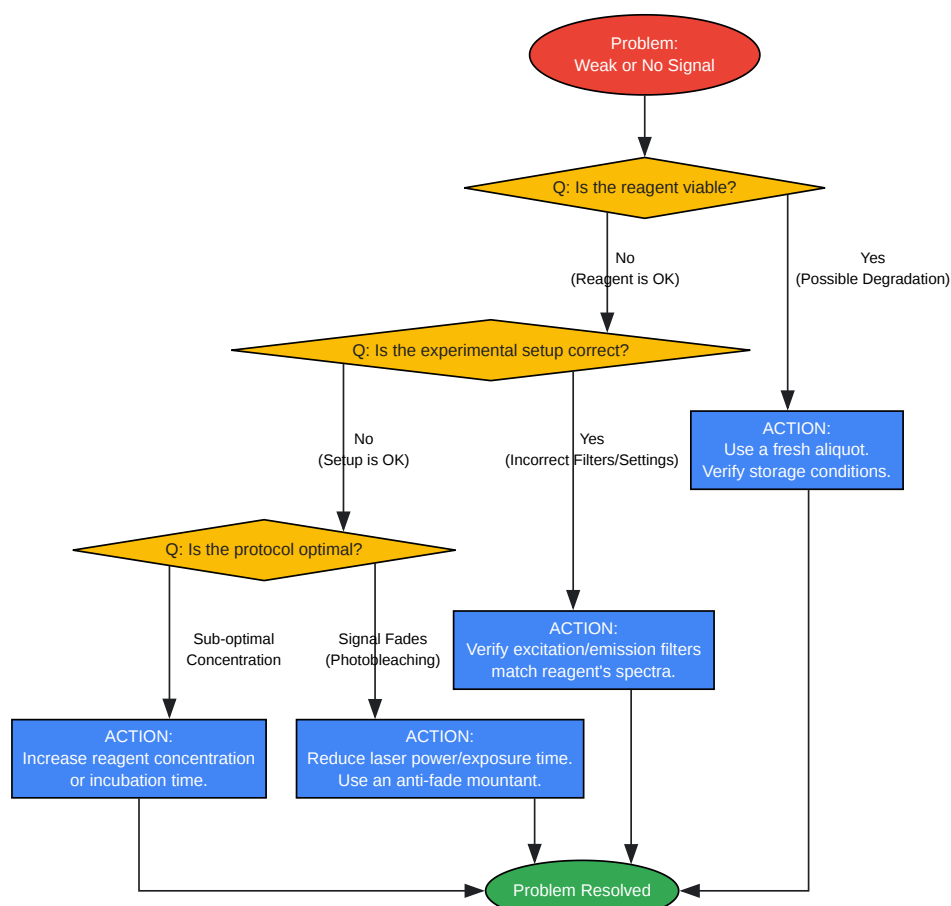 Problem:
Weak or No Signal
Q: Is the reagent viable?
No
(Reagent is OK)
Yes
(Possible Degradation)
Q: Is the experimental setup correct?
No
(Setup is OK)
Yes
(Incorrect Filters/Settings)
ACTION:
Use a fresh aliquot.
Verify storage conditions.
Q: Is the protocol optimal?
Sub-optimal
Concentration
Signal Fades
(Photobleaching)
ACTION:
Verify excitation/emission filters
match reagent's spectra.
ACTION:
Increase reagent concentration
or incubation time.
ACTION:
Reduce laser power/exposure time.
Use an anti-fade mountant.
Problem Resolved